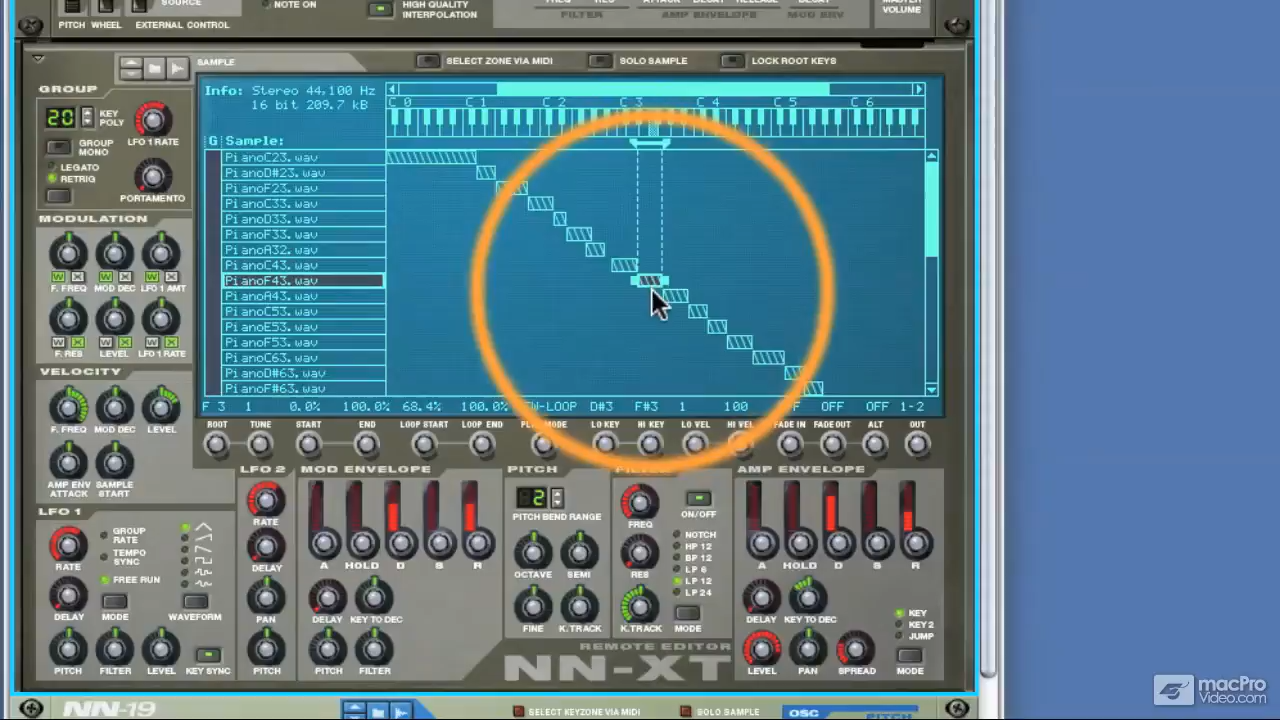 SOURCE
NOTE ON
HIGH QUALITY
INTERPOLATION
PITCH WHEEL EXTERNAL CONTROL
FILTER AMP ENVELOPE MOD ENV
VOLUME
SAMPLE SELECT ZONE VIA MIDI SOLO SAMPLE LOCK ROOT KEYS
GROUP
20 KEY POLY
LFO 1 RATE
GROUP MONO
LEGATO
RETRIG
PORTAMENTO
Info: Stereo 44,100 Hz
16 bit 209.7 kB
C 0 C 1 C 2 C 3 C 4 C 5 C 6
G Sample:
PianoC23.wav
PianoD#23.wav
PianoF23.wav
PianoC33.wav
PianoD33.wav
PianoF33.wav
PianoA32.wav
PianoC43.wav
PianoF43.wav
PianoA43.wav
PianoC53.wav
PianoE53.wav
PianoF53.wav
PianoC63.wav
PianoD#63.wav
PianoF#63.wav
F 3 1 0.0% 100.0% 68.4% 100.0% FW-LOOP D#3 F#3 1 100 OFF OFF 1-2
ROOT TUNE START END LOOP START LOOP END PLAY MODE LO KEY HI KEY LO VEL HI VEL FADE IN FADE OUT ALT OUT
MODULATION
W X W X W X
F. FREQ MOD DEC LFO 1 AMT
W X W X W X
F. RES LEVEL LFO 1 RATE
VELOCITY
F. FREQ MOD DEC LEVEL
AMP ENV ATTACK SAMPLE START
LFO 1
RATE
GROUP RATE
TEMPO SYNC
FREE RUN
DELAY MODE WAVEFORM
PITCH FILTER LEVEL KEY SYNC
LFO 2
RATE
DELAY
PAN
PITCH
MOD ENVELOPE
A HOLD D S R
DELAY KEY TO DEC
PITCH FILTER
PITCH
2
PITCH BEND RANGE
OCTAVE SEMI
FINE K.TRACK
FILTER
FREQ ON/OFF
RES
NOTCH
HP 12
BP 12
LP 6
LP 12
LP 24
K.TRACK MODE
AMP ENVELOPE
A HOLD D S R
DELAY KEY TO DEC
KEY
KEY 2
JUMP
LEVEL PAN SPREAD MODE
REMOTE EDITOR
NN-XT
NN-19 SELECT KEYZONE VIA MIDI SOLO SAMPLE OSC PITCH
macPro
Video.com